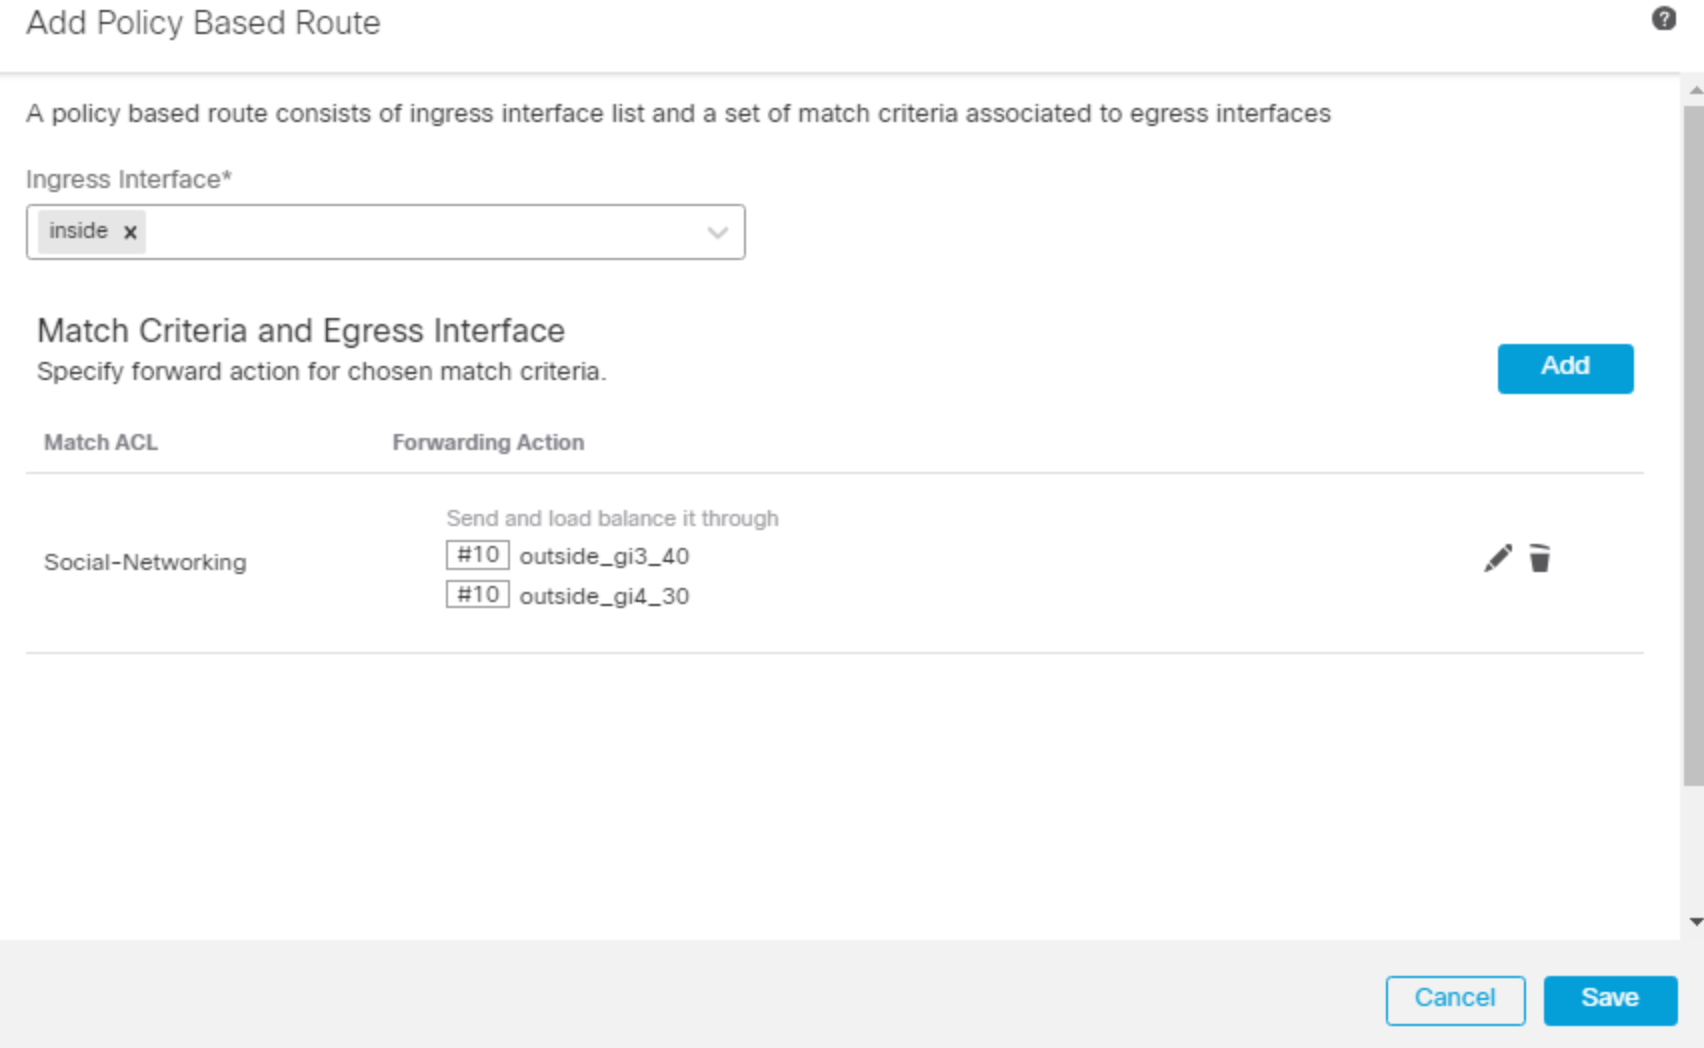 Add Policy Based Route
?
A policy based route consists of ingress interface list and a set of match criteria associated to egress interfaces
Ingress Interface*
inside x
Match Criteria and Egress Interface
Specify forward action for chosen match criteria.
Add
Match ACL Forwarding Action
Send and load balance it through
Social-Networking
#10 outside_gi3_40
#10 outside_gi4_30
Cancel Save